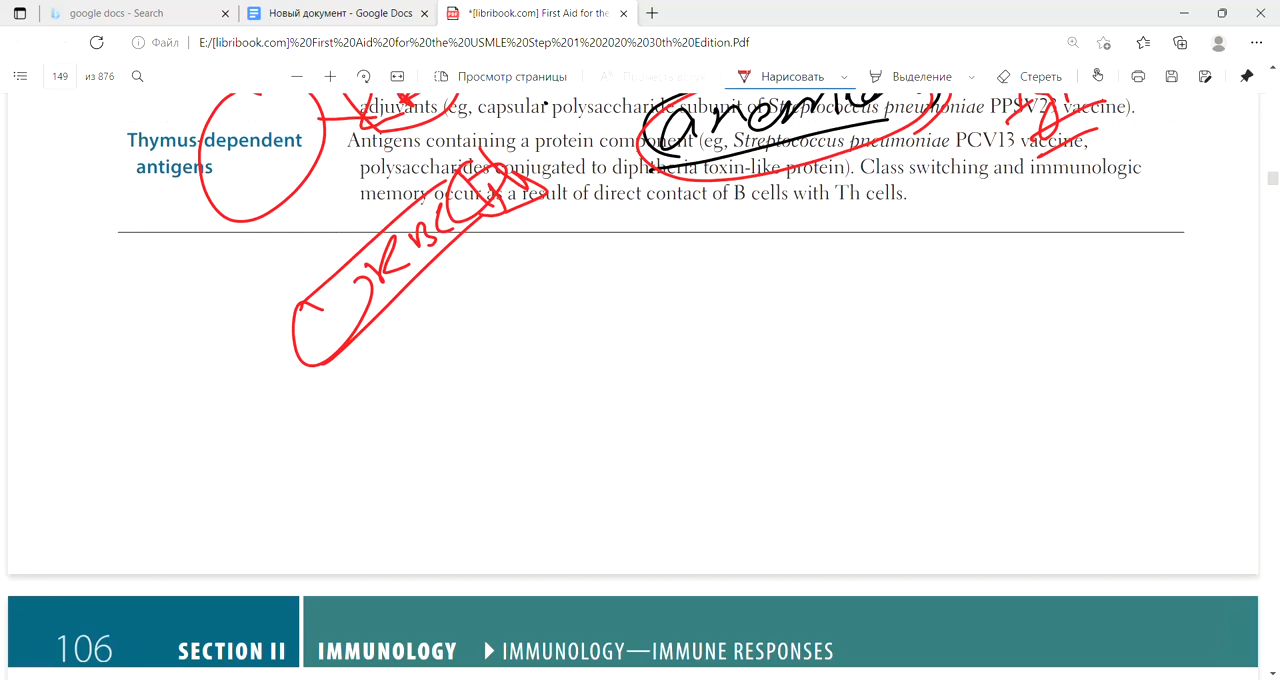 google docs - Search
Новый документ - Google Docs
*[libribook.com] First Aid for the
Файл
E:/[libribook.com]%20First%20Aid%20for%20the%20USMLE%20Step%201%202020%2030th%20Edition.Pdf
149 из 876
Просмотр страницы
Прочесть вслух
Нарисовать
Выделение
Стереть
adjuvants (eg, capsular polysaccharide subunit of Streptococcus pneumoniae PPSV23 vaccine).
Thymus-dependent antigens
Antigens containing a protein component (eg, Streptococcus pneumoniae PCV13 vaccine,
polysaccharides conjugated to diphtheria toxin-like protein). Class switching and immunologic
memory occur as a result of direct contact of B cells with Th cells.
106
SECTION II
IMMUNOLOGY
IMMUNOLOGY—IMMUNE RESPONSES